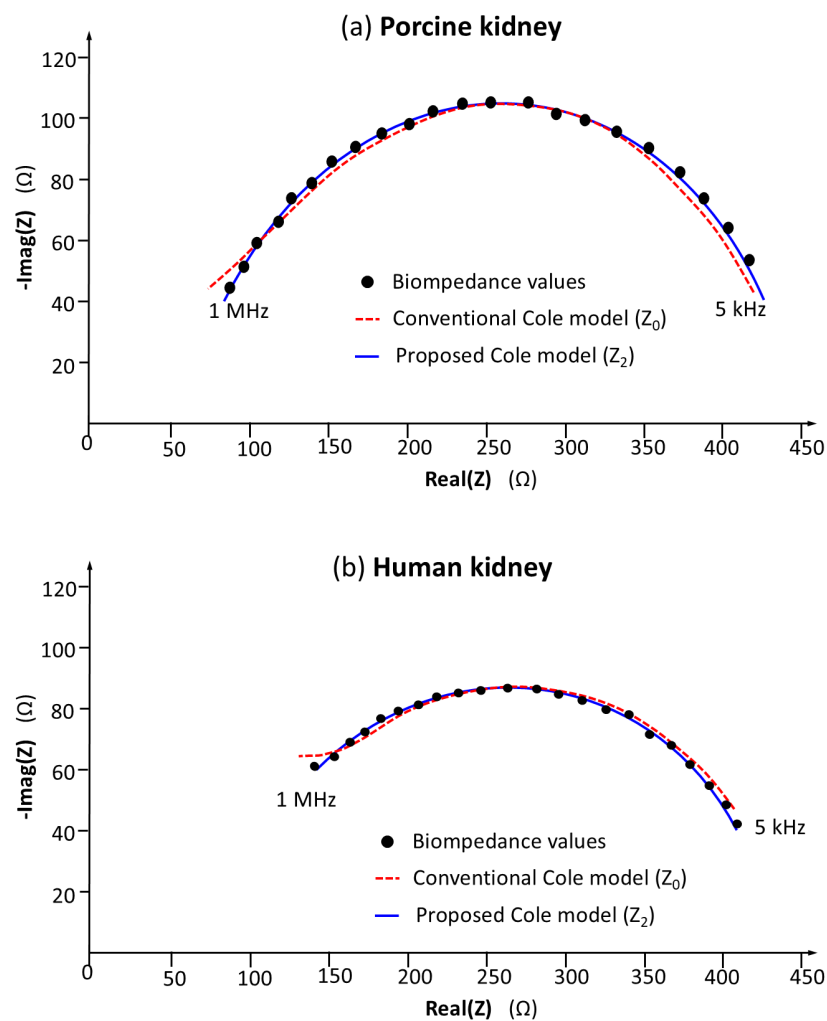 (a) Porcine kidney
120
100
80
60
40
20
-Imag(Z) (Ω)
1 MHz
5 kHz
Biompedance values
Conventional Cole model (Z₀)
Proposed Cole model (Z₂)
0 50 100 150 200 250 300 350 400 450
Real(Z) (Ω)
(b) Human kidney
120
100
80
60
40
20
-Imag(Z) (Ω)
1 MHz
5 kHz
Biompedance values
Conventional Cole model (Z₀)
Proposed Cole model (Z₂)
0 50 100 150 200 250 300 350 400 450
Real(Z) (Ω)